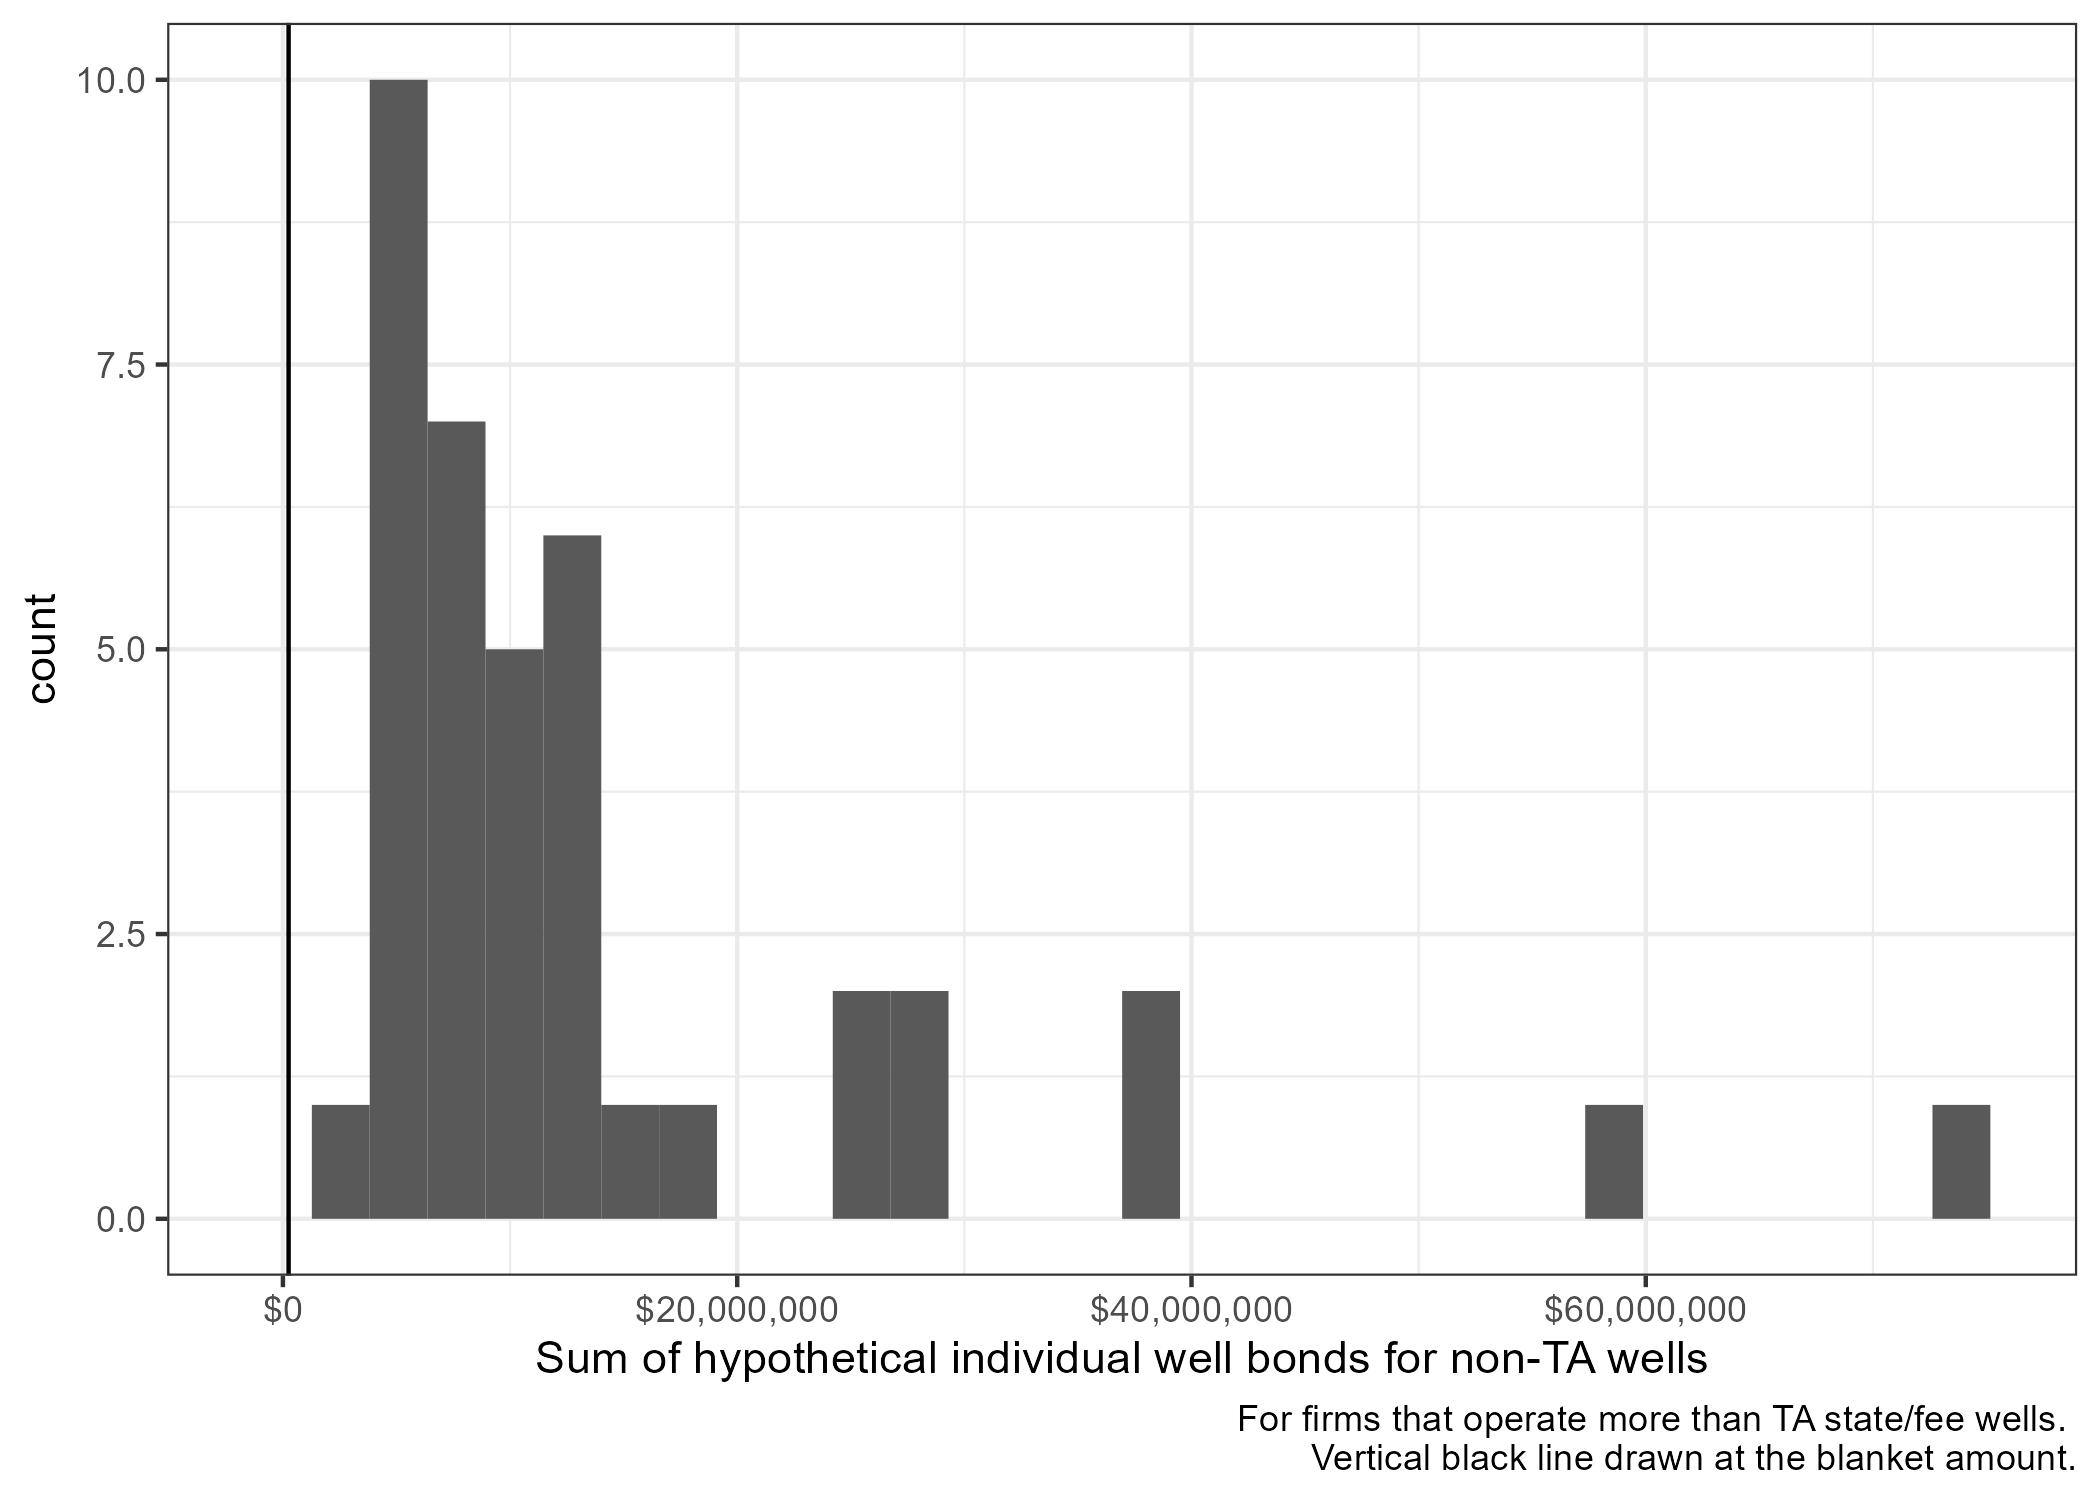 10.0
7.5
5.0
2.5
0.0
count
$0 $20,000,000 $40,000,000 $60,000,000
Sum of hypothetical individual well bonds for non-TA wells
For firms that operate more than TA state/fee wells.
Vertical black line drawn at the blanket amount.